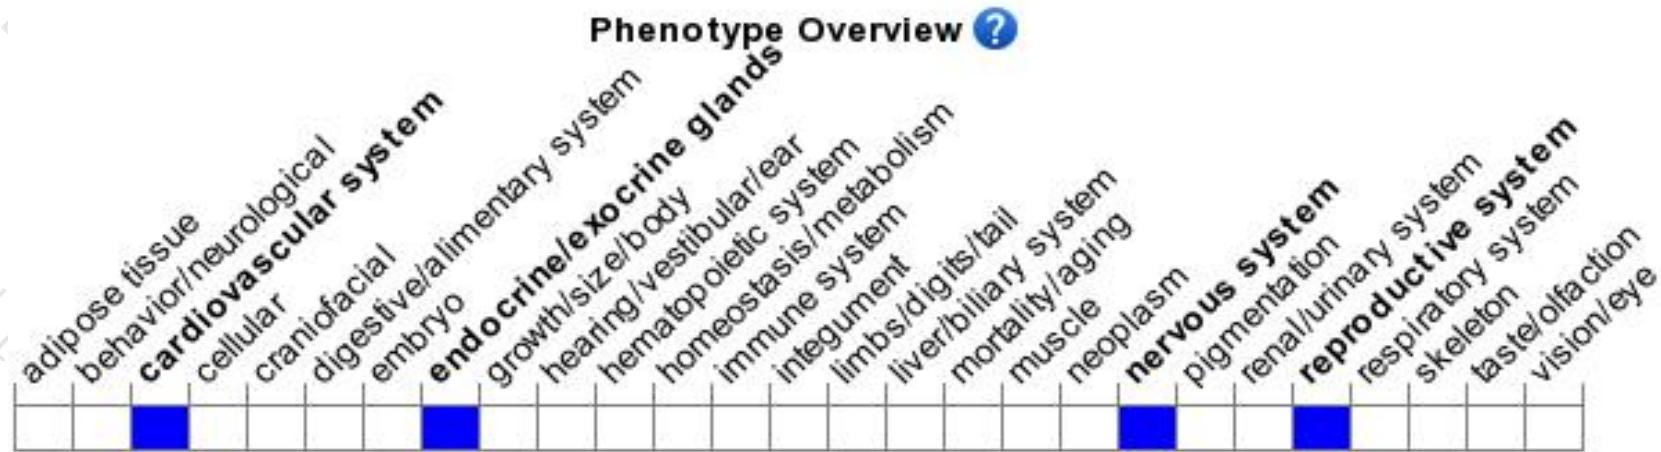 Phenotype Overview ?
adipose tissue
behavior/neurological
cardiovascular system
cellular
craniofacial
digestive/alimentary system
embryo
endocrine/exocrine glands
growth/size/body
hearing/vestibular/ear
hematopoietic system
homeostasis/metabolism
immune system
integument
limbs/digits/tail
liver/biliary system
mortality/aging
muscle
neoplasm
nervous system
pigmentation
renal/urinary system
reproductive system
respiratory system
skeleton
taste/olfaction
vision/eye